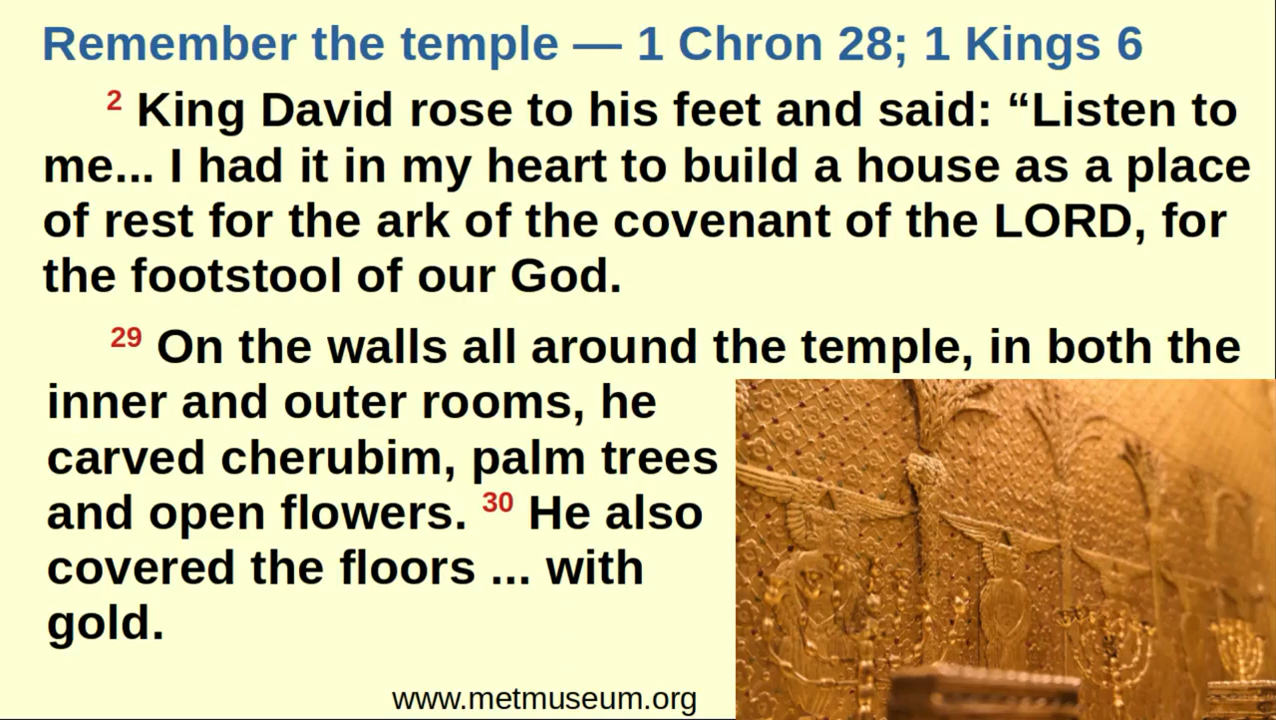 Remember the temple — 1 Chron 28; 1 Kings 6
2 King David rose to his feet and said: “Listen to
me... I had it in my heart to build a house as a place
of rest for the ark of the covenant of the LORD, for
the footstool of our God.
29 On the walls all around the temple, in both the
inner and outer rooms, he
carved cherubim, palm trees
and open flowers. 30 He also
covered the floors ... with
gold.
www.metmuseum.org